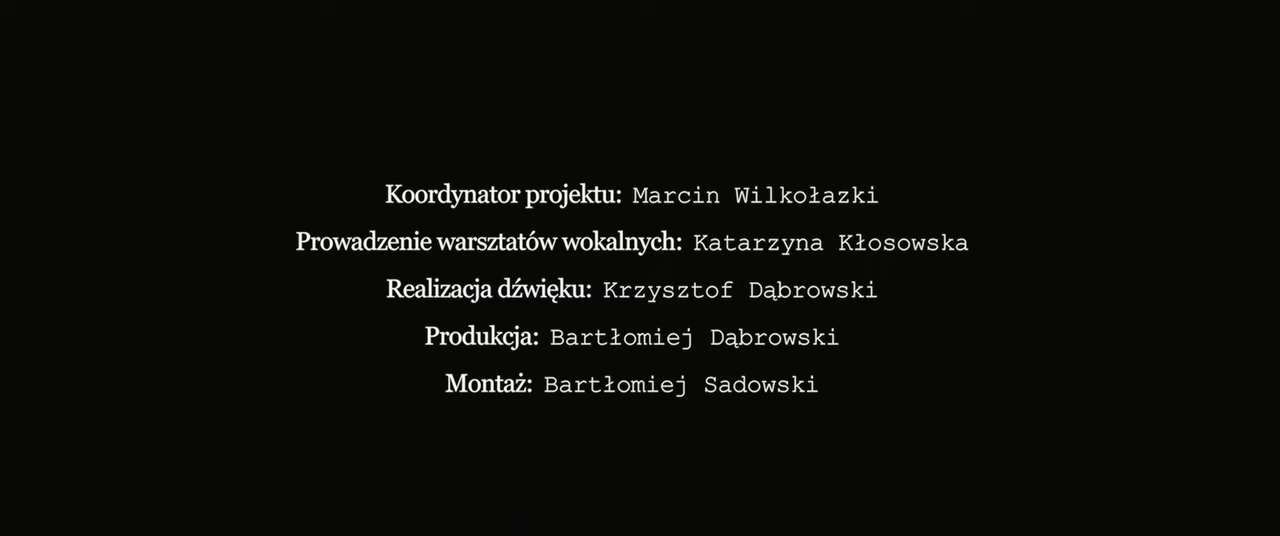 Koordynator projektu: Marcin Wilkołazki
Prowadzenie warsztatów wokalnych: Katarzyna Kłosowska
Realizacja dźwięku: Krzysztof Dąbrowski
Produkcja: Bartłomiej Dąbrowski
Montaż: Bartłomiej Sadowski